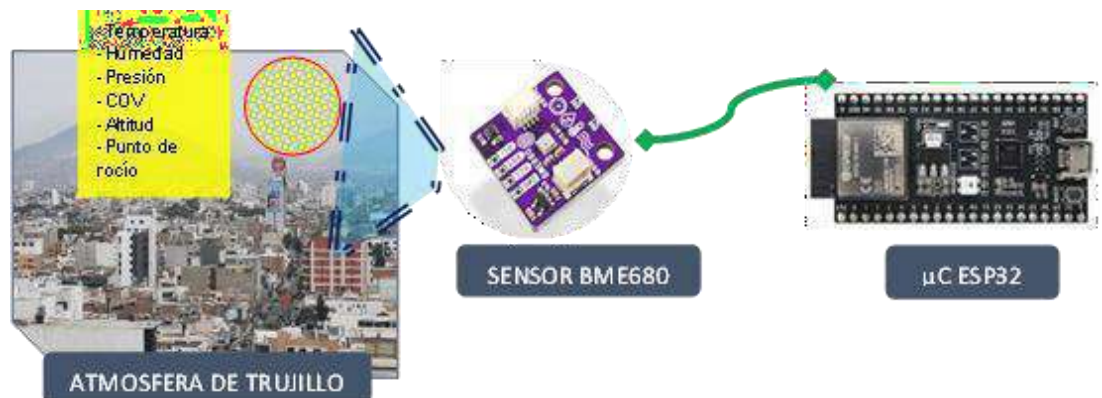 - Temperatura
- Humedad
- Presión
- COV
- Altitud
- Punto de
rocío
SENSOR BME680
μC ESP32
ATMOSFERA DE TRUJILLO